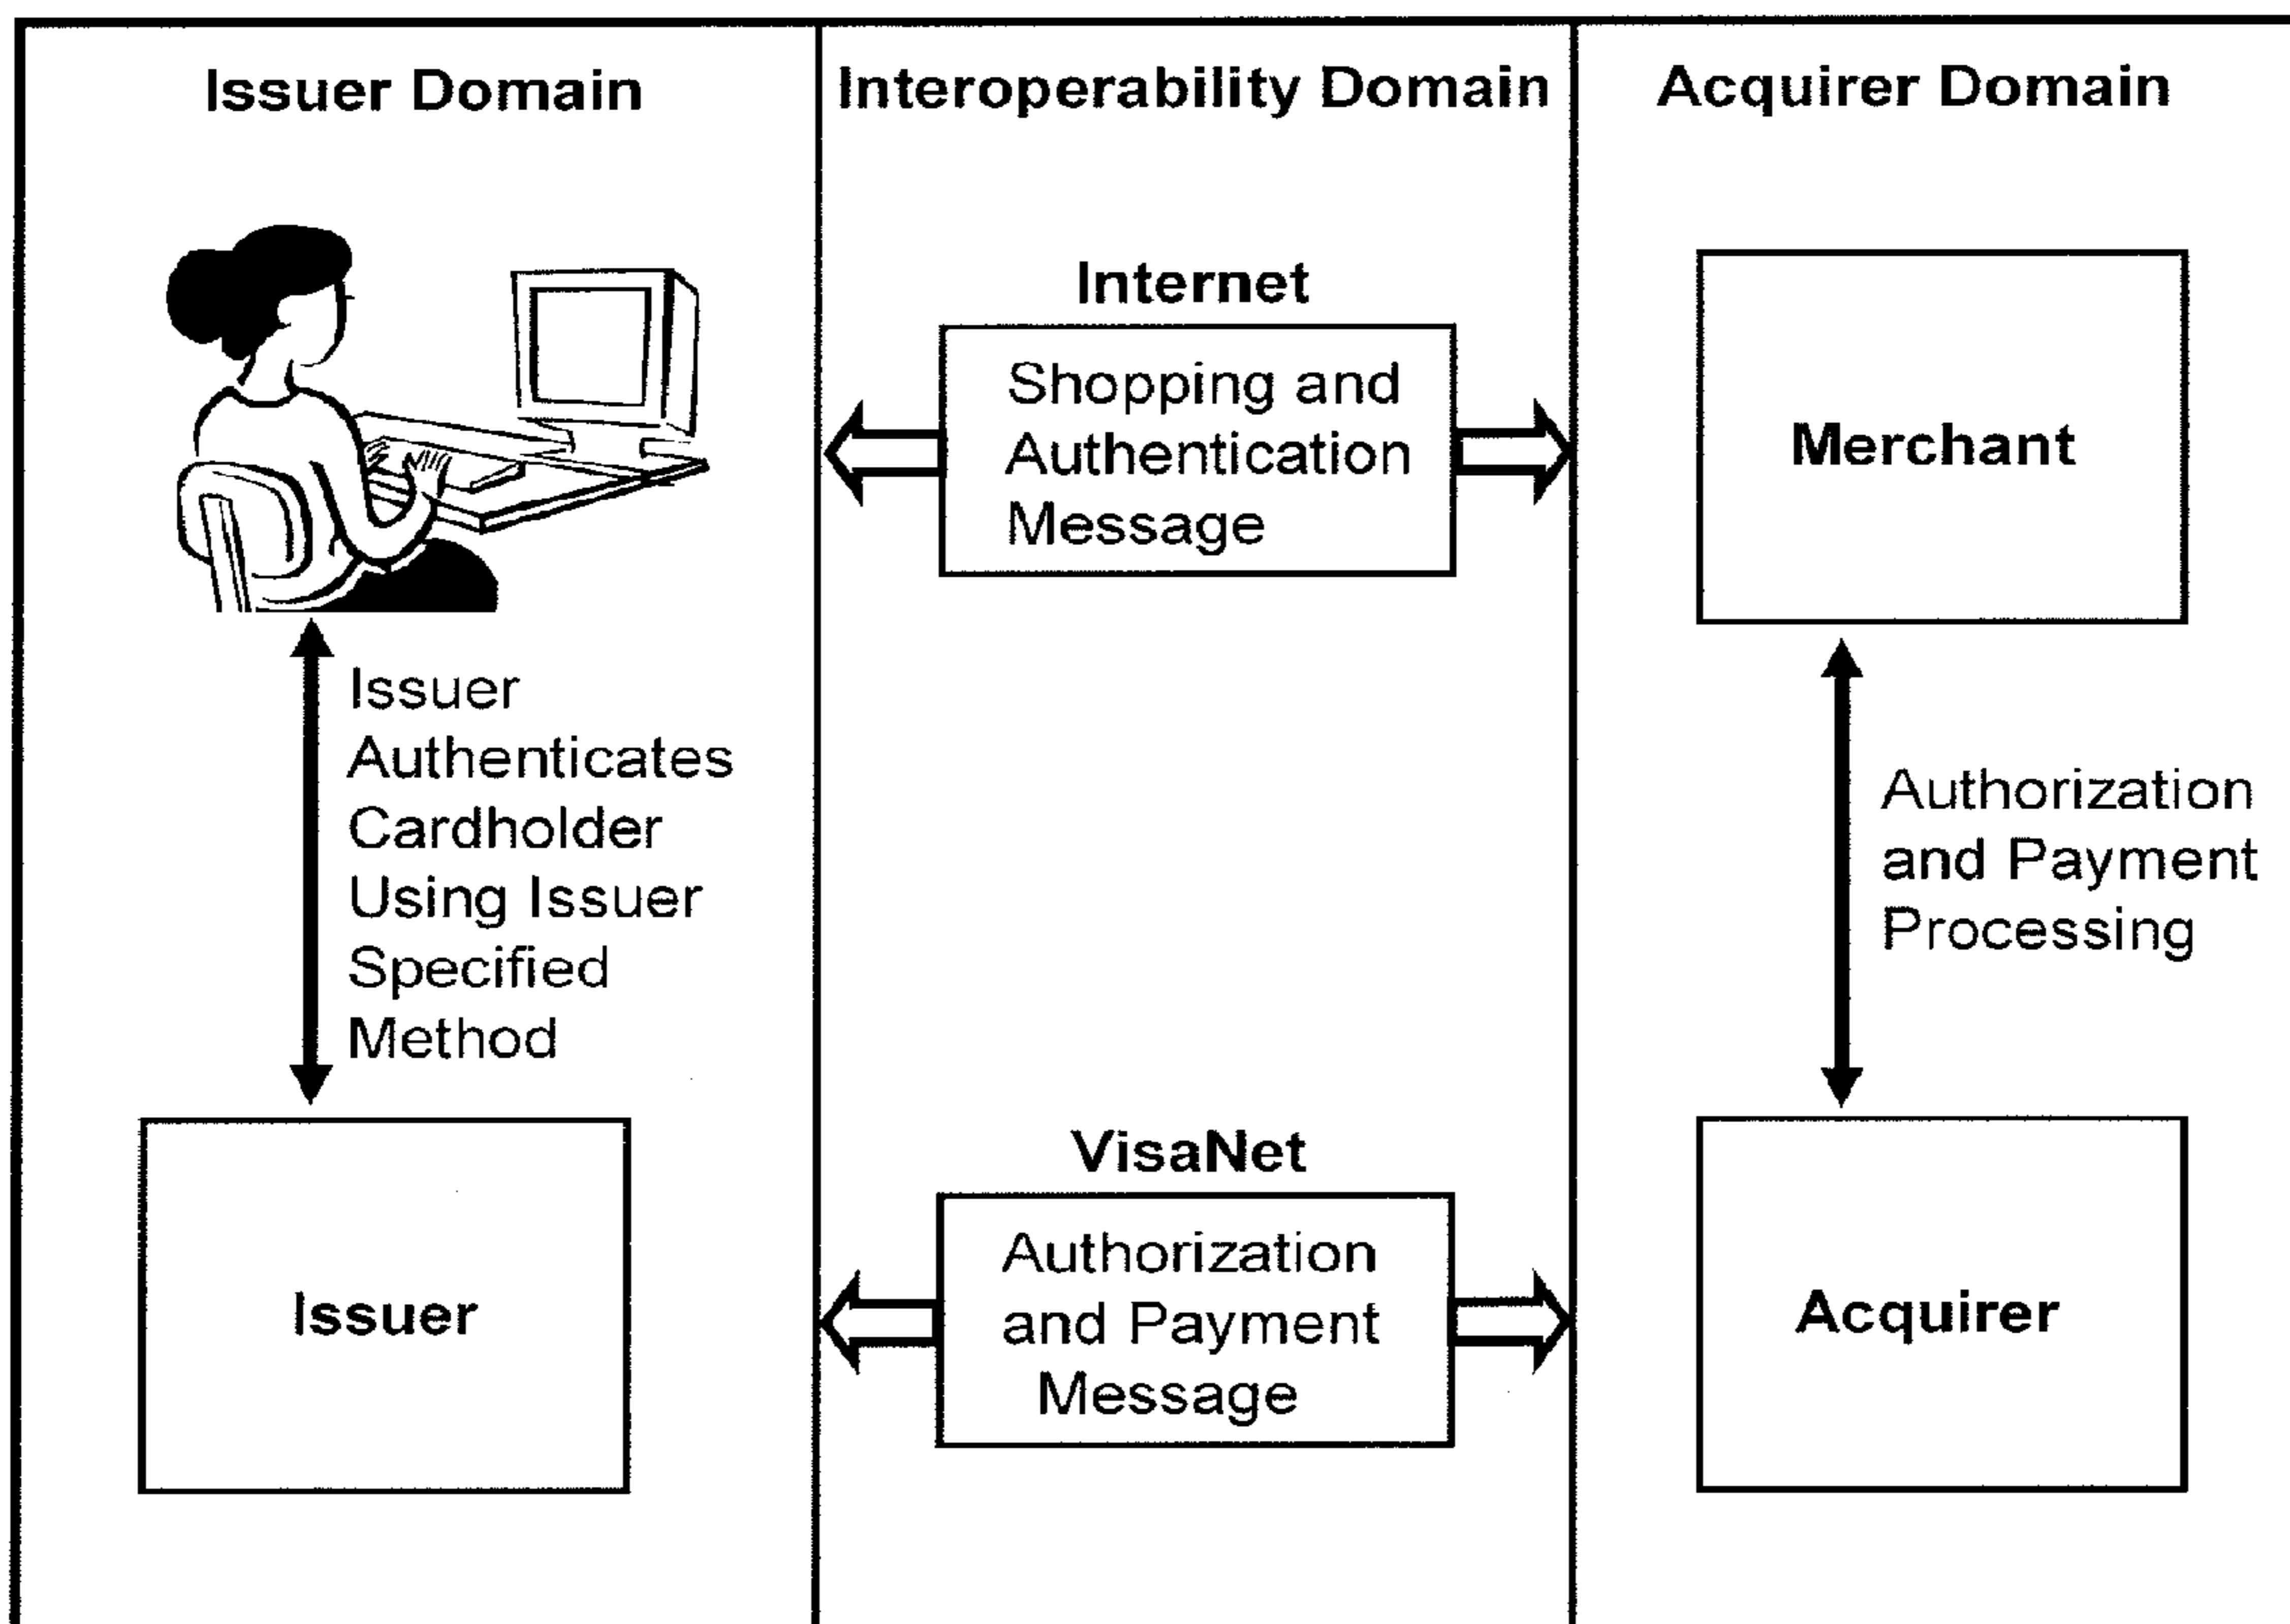 Issuer Domain
Interoperability Domain
Acquirer Domain
Internet
Shopping and
Authentication
Message
Merchant
Issuer
Authenticates
Cardholder
Using Issuer
Specified
Method
Authorization
and Payment
Processing
Issuer
VisaNet
Authorization
and Payment
Message
Acquirer